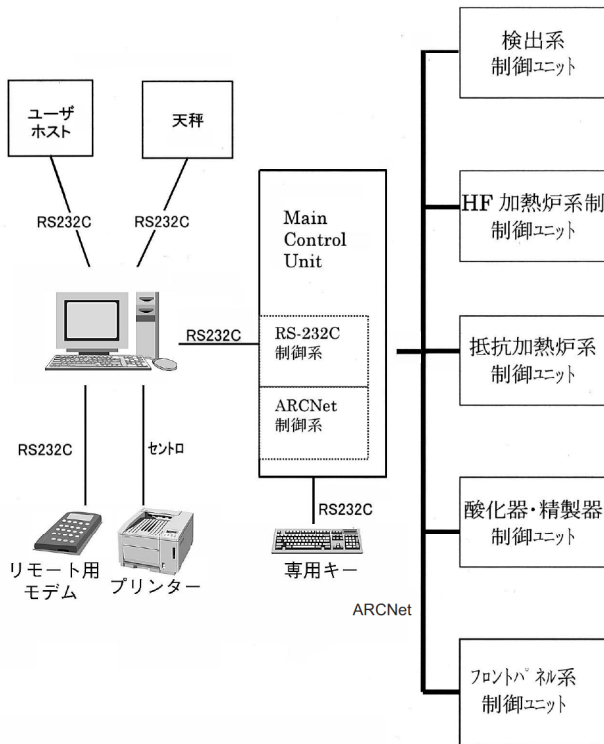 ユーザ
ホスト
天秤
RS232C
RS232C
RS232C
セントロ
リモート用
モデム
プリンター
RS232C
Main
Control
Unit
RS-232C
制御系
ARCNet
制御系
RS232C
専用キー
ARCNet
検出系
制御ユニット
HF 加熱炉系制
制御ユニット
抵抗加熱炉系
制御ユニット
酸化器・精製器
制御ユニット
フロントパネル系
制御ユニット